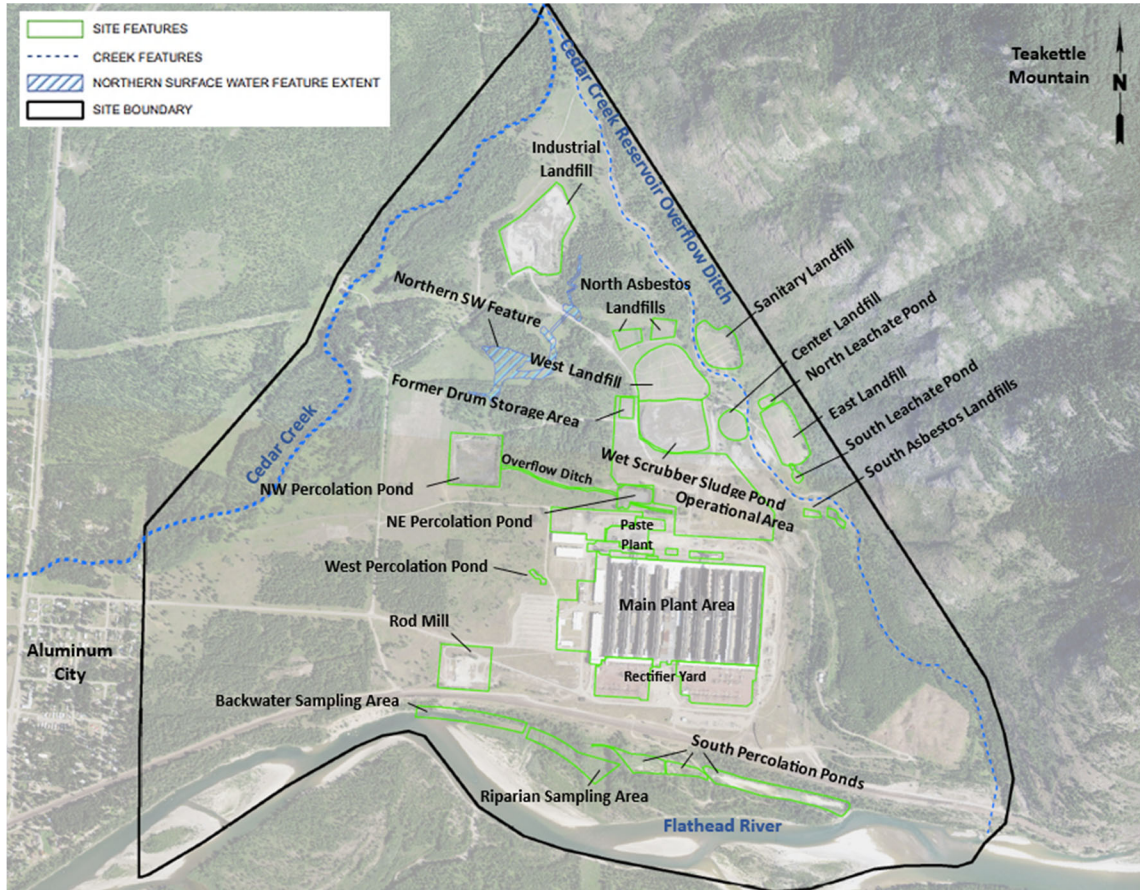 SITE FEATURES
CREEK FEATURES
NORTHERN SURFACE WATER FEATURE EXTENT
SITE BOUNDARY
Teakettle
Mountain
N
Cedar Creek Reservoir Overflow Ditch
Industrial
Landfill
Sanitary Landfill
North Asbestos
Landfills
Northern SW Feature
Center Landfill
North Leachate Pond
West Landfill
East Landfill
Former Drum Storage Area
South Leachate Pond
South Asbestos Landfills
Cedar Creek
Wet Scrubber Sludge Pond
Overflow Ditch
NW Percolation Pond
Operational Area
NE Percolation Pond
Paste
Plant
West Percolation Pond
Main Plant Area
Rod Mill
Aluminum
City
Rectifier Yard
Backwater Sampling Area
South Percolation Ponds
Riparian Sampling Area
Flathead River